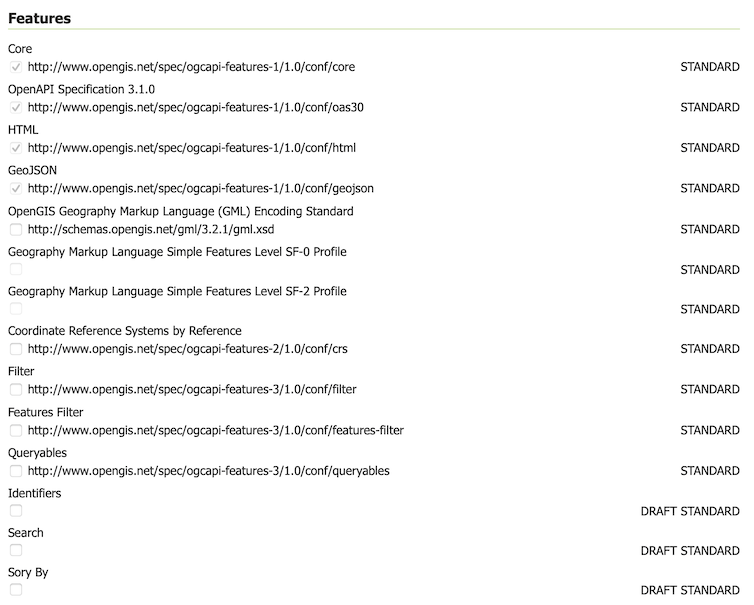 Features
Core
http://www.opengis.net/spec/ogcapi-features-1/1.0/conf/core STANDARD
OpenAPI Specification 3.1.0
http://www.opengis.net/spec/ogcapi-features-1/1.0/conf/oas30 STANDARD
HTML
http://www.opengis.net/spec/ogcapi-features-1/1.0/conf/html STANDARD
GeoJSON
http://www.opengis.net/spec/ogcapi-features-1/1.0/conf/geojson STANDARD
OpenGIS Geography Markup Language (GML) Encoding Standard
http://schemas.opengis.net/gml/3.2.1/gml.xsd STANDARD
Geography Markup Language Simple Features Level SF-0 Profile
STANDARD
Geography Markup Language Simple Features Level SF-2 Profile
STANDARD
Coordinate Reference Systems by Reference
http://www.opengis.net/spec/ogcapi-features-2/1.0/conf/crs STANDARD
Filter
http://www.opengis.net/spec/ogcapi-features-3/1.0/conf/filter STANDARD
Features Filter
http://www.opengis.net/spec/ogcapi-features-3/1.0/conf/features-filter STANDARD
Queryables
http://www.opengis.net/spec/ogcapi-features-3/1.0/conf/queryables STANDARD
Identifiers
DRAFT STANDARD
Search
DRAFT STANDARD
Sory By
DRAFT STANDARD